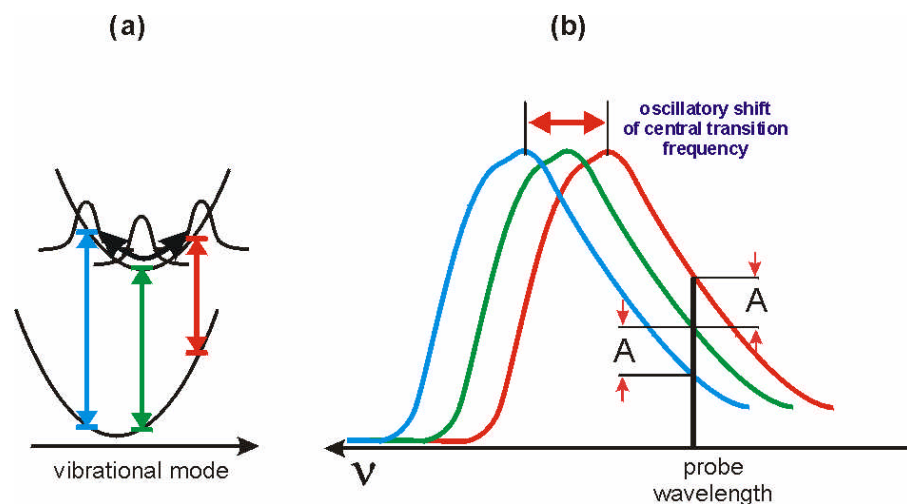 (a)
(b)
oscillatory shift
of central transition
frequency
A
A
vibrational mode
ν
probe
wavelength